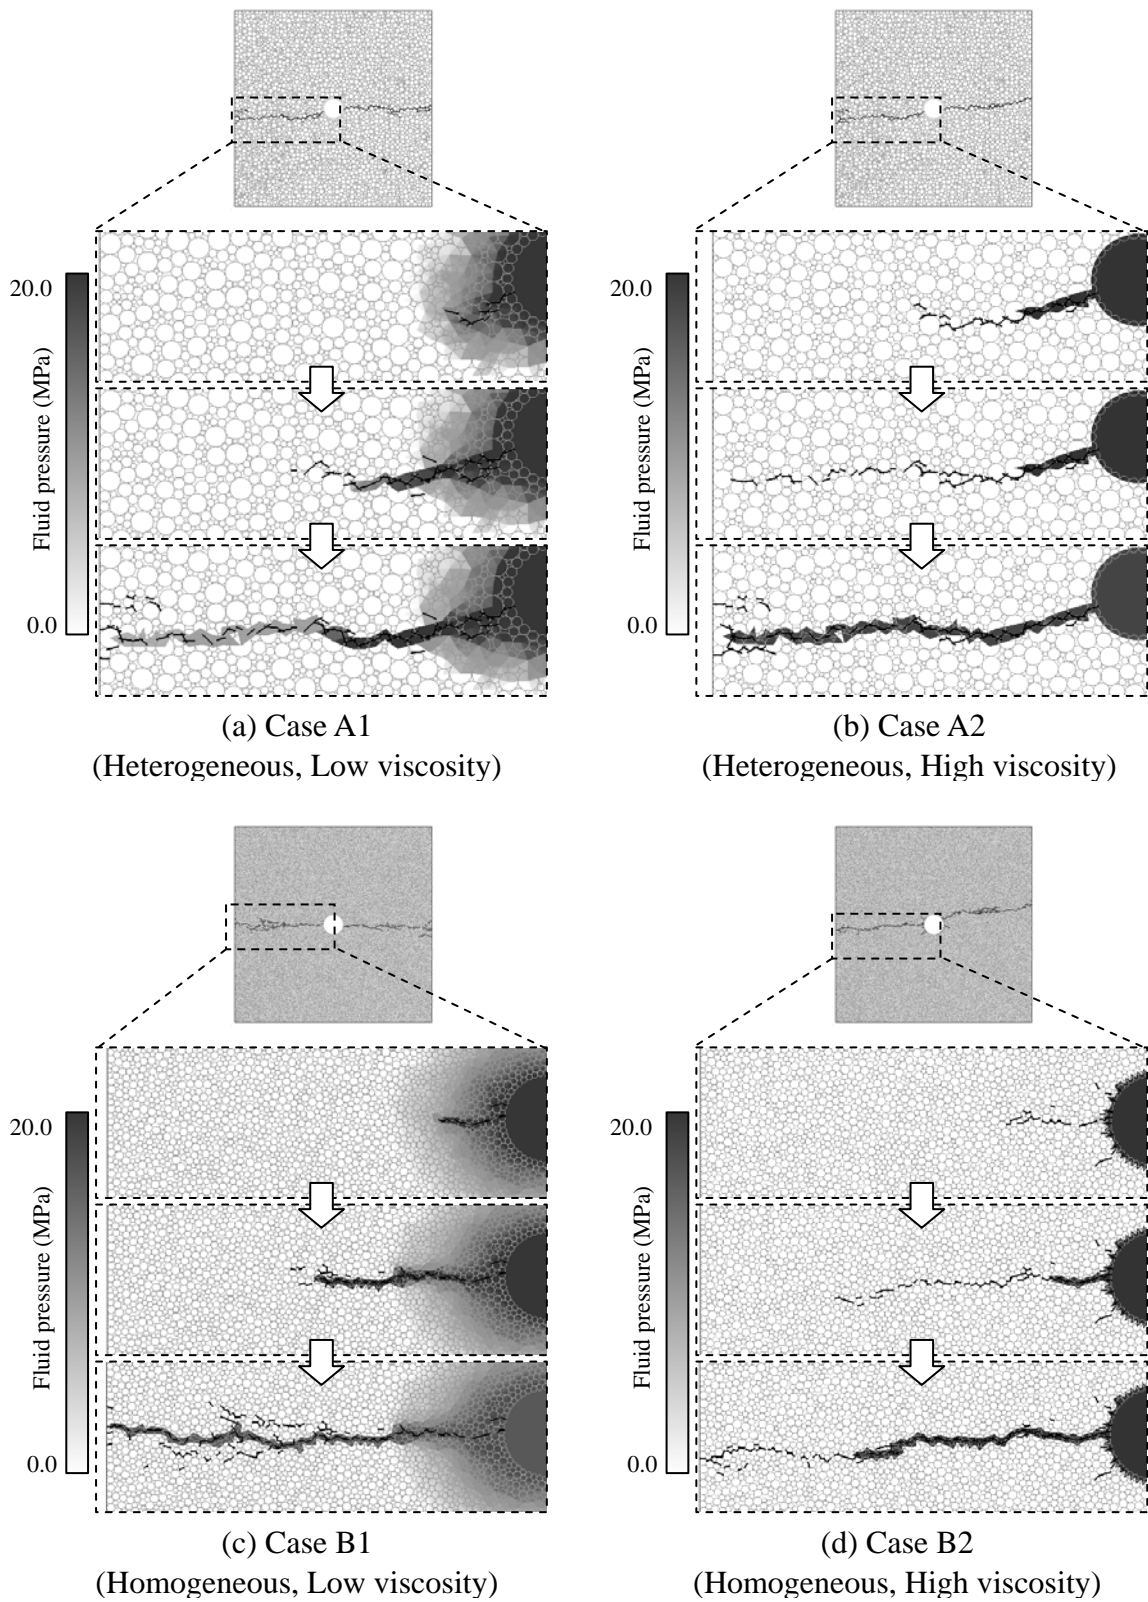 20.0
Fluid pressure (MPa)
0.0
(a) Case A1
(Heterogeneous, Low viscosity)
20.0
Fluid pressure (MPa)
0.0
(b) Case A2
(Heterogeneous, High viscosity)
20.0
Fluid pressure (MPa)
0.0
(c) Case B1
(Homogeneous, Low viscosity)
20.0
Fluid pressure (MPa)
0.0
(d) Case B2
(Homogeneous, High viscosity)